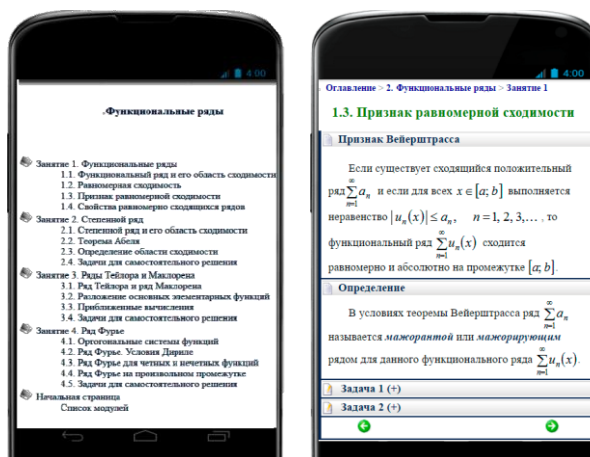 4:00
.Функциональные ряды
Занятие 1. Функциональные ряды
1.1. Функциональный ряд и его область сходимости
1.2. Равномерная сходимость
1.3. Признак равномерной сходимости
1.4. Свойства равномерно сходящихся рядов
Занятие 2. Степенной ряд
2.1. Степенной ряд и его область сходимости
2.2. Теорема Абеля
2.3. Определение области сходимости
2.4. Задачи для самостоятельного решения
Занятие 3. Ряды Тейлора и Маклорена
3.1. Ряд Тейлора и ряд Маклорена
3.2. Разложение основных элементарных функций
3.3. Приближенные вычисления
3.4. Задачи для самостоятельного решения
Занятие 4. Ряд Фурье
4.1. Ортогональные системы функций
4.2. Ряд Фурье. Условия Дирихле
4.3. Ряд Фурье для четных и нечетных функций
4.4. Ряд Фурье на произвольном промежутке
4.5. Задачи для самостоятельного решения
Начальная страница
Список модулей
4:00
Оглавление > 2. Функциональные ряды > Занятие 1
1.3. Признак равномерной сходимости
Признак Вейерштрасса
Если существует сходящийся положительный
ряд ∑_{n=1}^{∞} a_n и если для всех x ∈ [a; b] выполняется
неравенство |u_n(x)| ≤ a_n, n = 1, 2, 3,… , то
функциональный ряд ∑_{n=1}^{∞} u_n(x) сходится
равномерно и абсолютно на промежутке [a; b].
Определение
В условиях теоремы Вейерштрасса ряд ∑_{n=1}^{∞} a_n
называется мажорантой или мажорирующим
рядом для данного функционального ряда ∑_{n=1}^{∞} u_n(x).
Задача 1 (+)
Задача 2 (+)